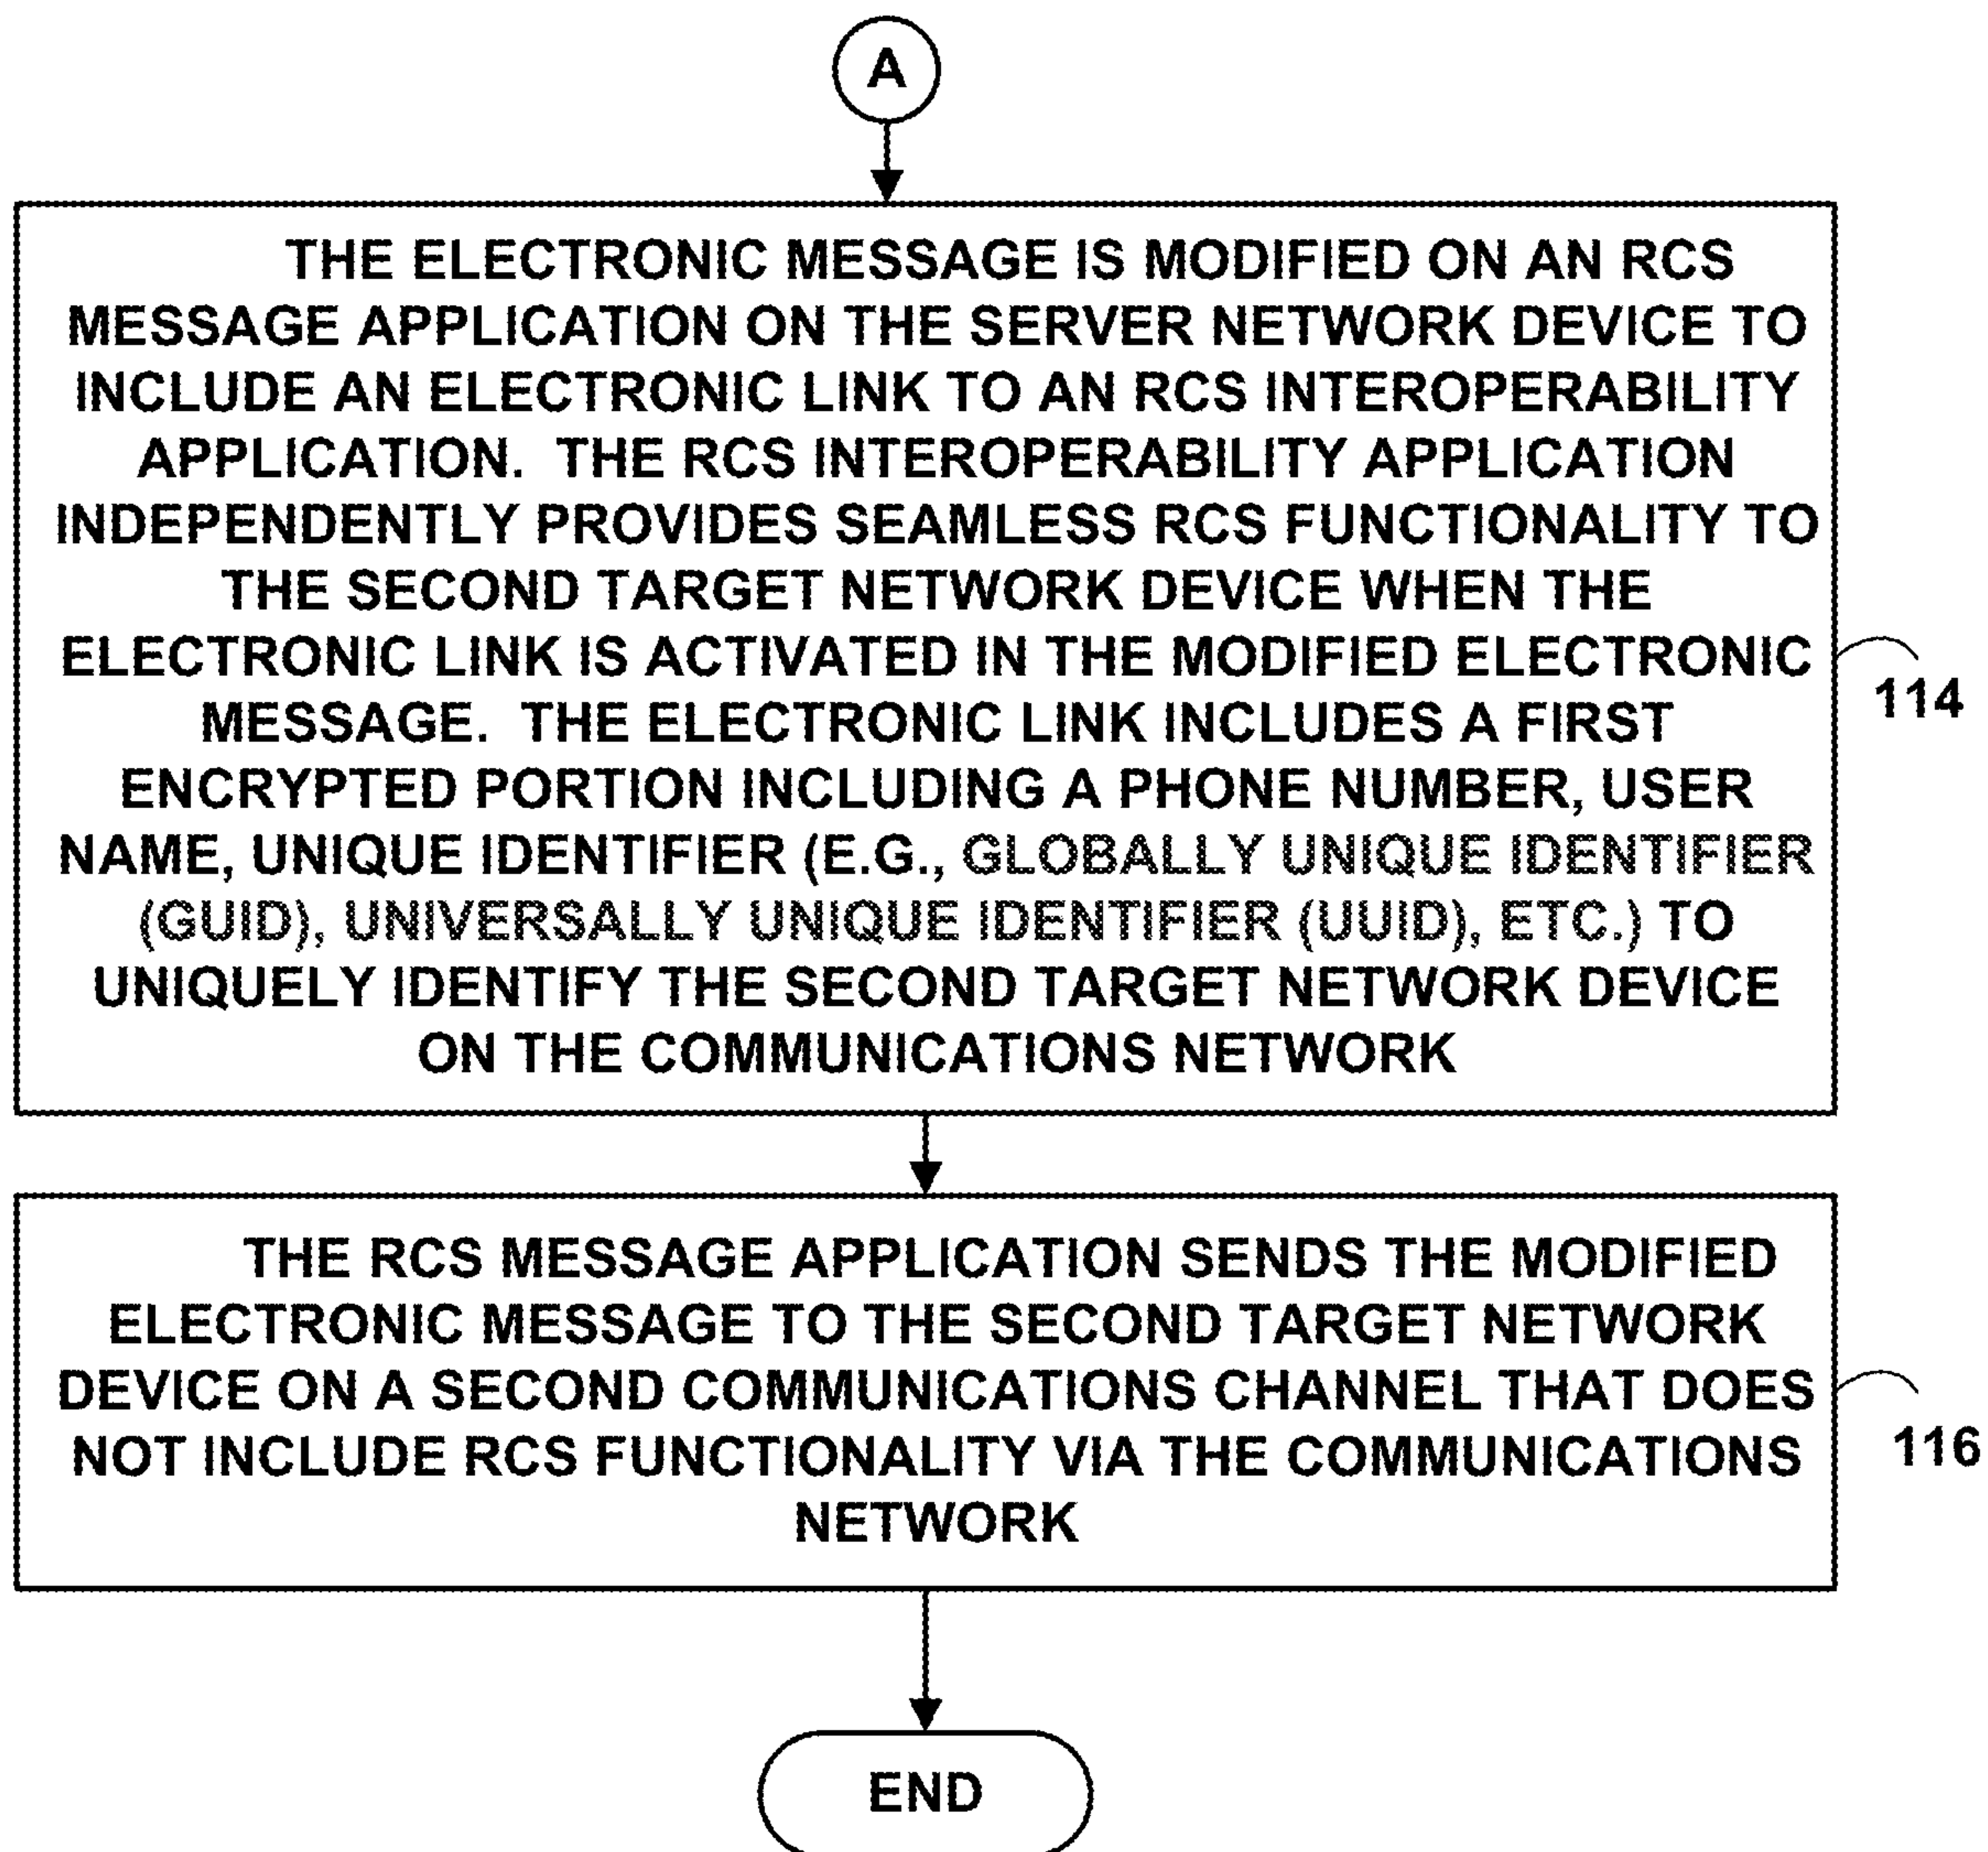 A
THE ELECTRONIC MESSAGE IS MODIFIED ON AN RCS
MESSAGE APPLICATION ON THE SERVER NETWORK DEVICE TO
INCLUDE AN ELECTRONIC LINK TO AN RCS INTEROPERABILITY
APPLICATION. THE RCS INTEROPERABILITY APPLICATION
INDEPENDENTLY PROVIDES SEAMLESS RCS FUNCTIONALITY TO
THE SECOND TARGET NETWORK DEVICE WHEN THE
ELECTRONIC LINK IS ACTIVATED IN THE MODIFIED ELECTRONIC
MESSAGE. THE ELECTRONIC LINK INCLUDES A FIRST
ENCRYPTED PORTION INCLUDING A PHONE NUMBER, USER
NAME, UNIQUE IDENTIFIER (E.G., GLOBALLY UNIQUE IDENTIFIER
(GUID), UNIVERSALLY UNIQUE IDENTIFIER (UUID), ETC.) TO
UNIQUELY IDENTIFY THE SECOND TARGET NETWORK DEVICE
ON THE COMMUNICATIONS NETWORK
114
THE RCS MESSAGE APPLICATION SENDS THE MODIFIED
ELECTRONIC MESSAGE TO THE SECOND TARGET NETWORK
DEVICE ON A SECOND COMMUNICATIONS CHANNEL THAT DOES
NOT INCLUDE RCS FUNCTIONALITY VIA THE COMMUNICATIONS
NETWORK
116
END